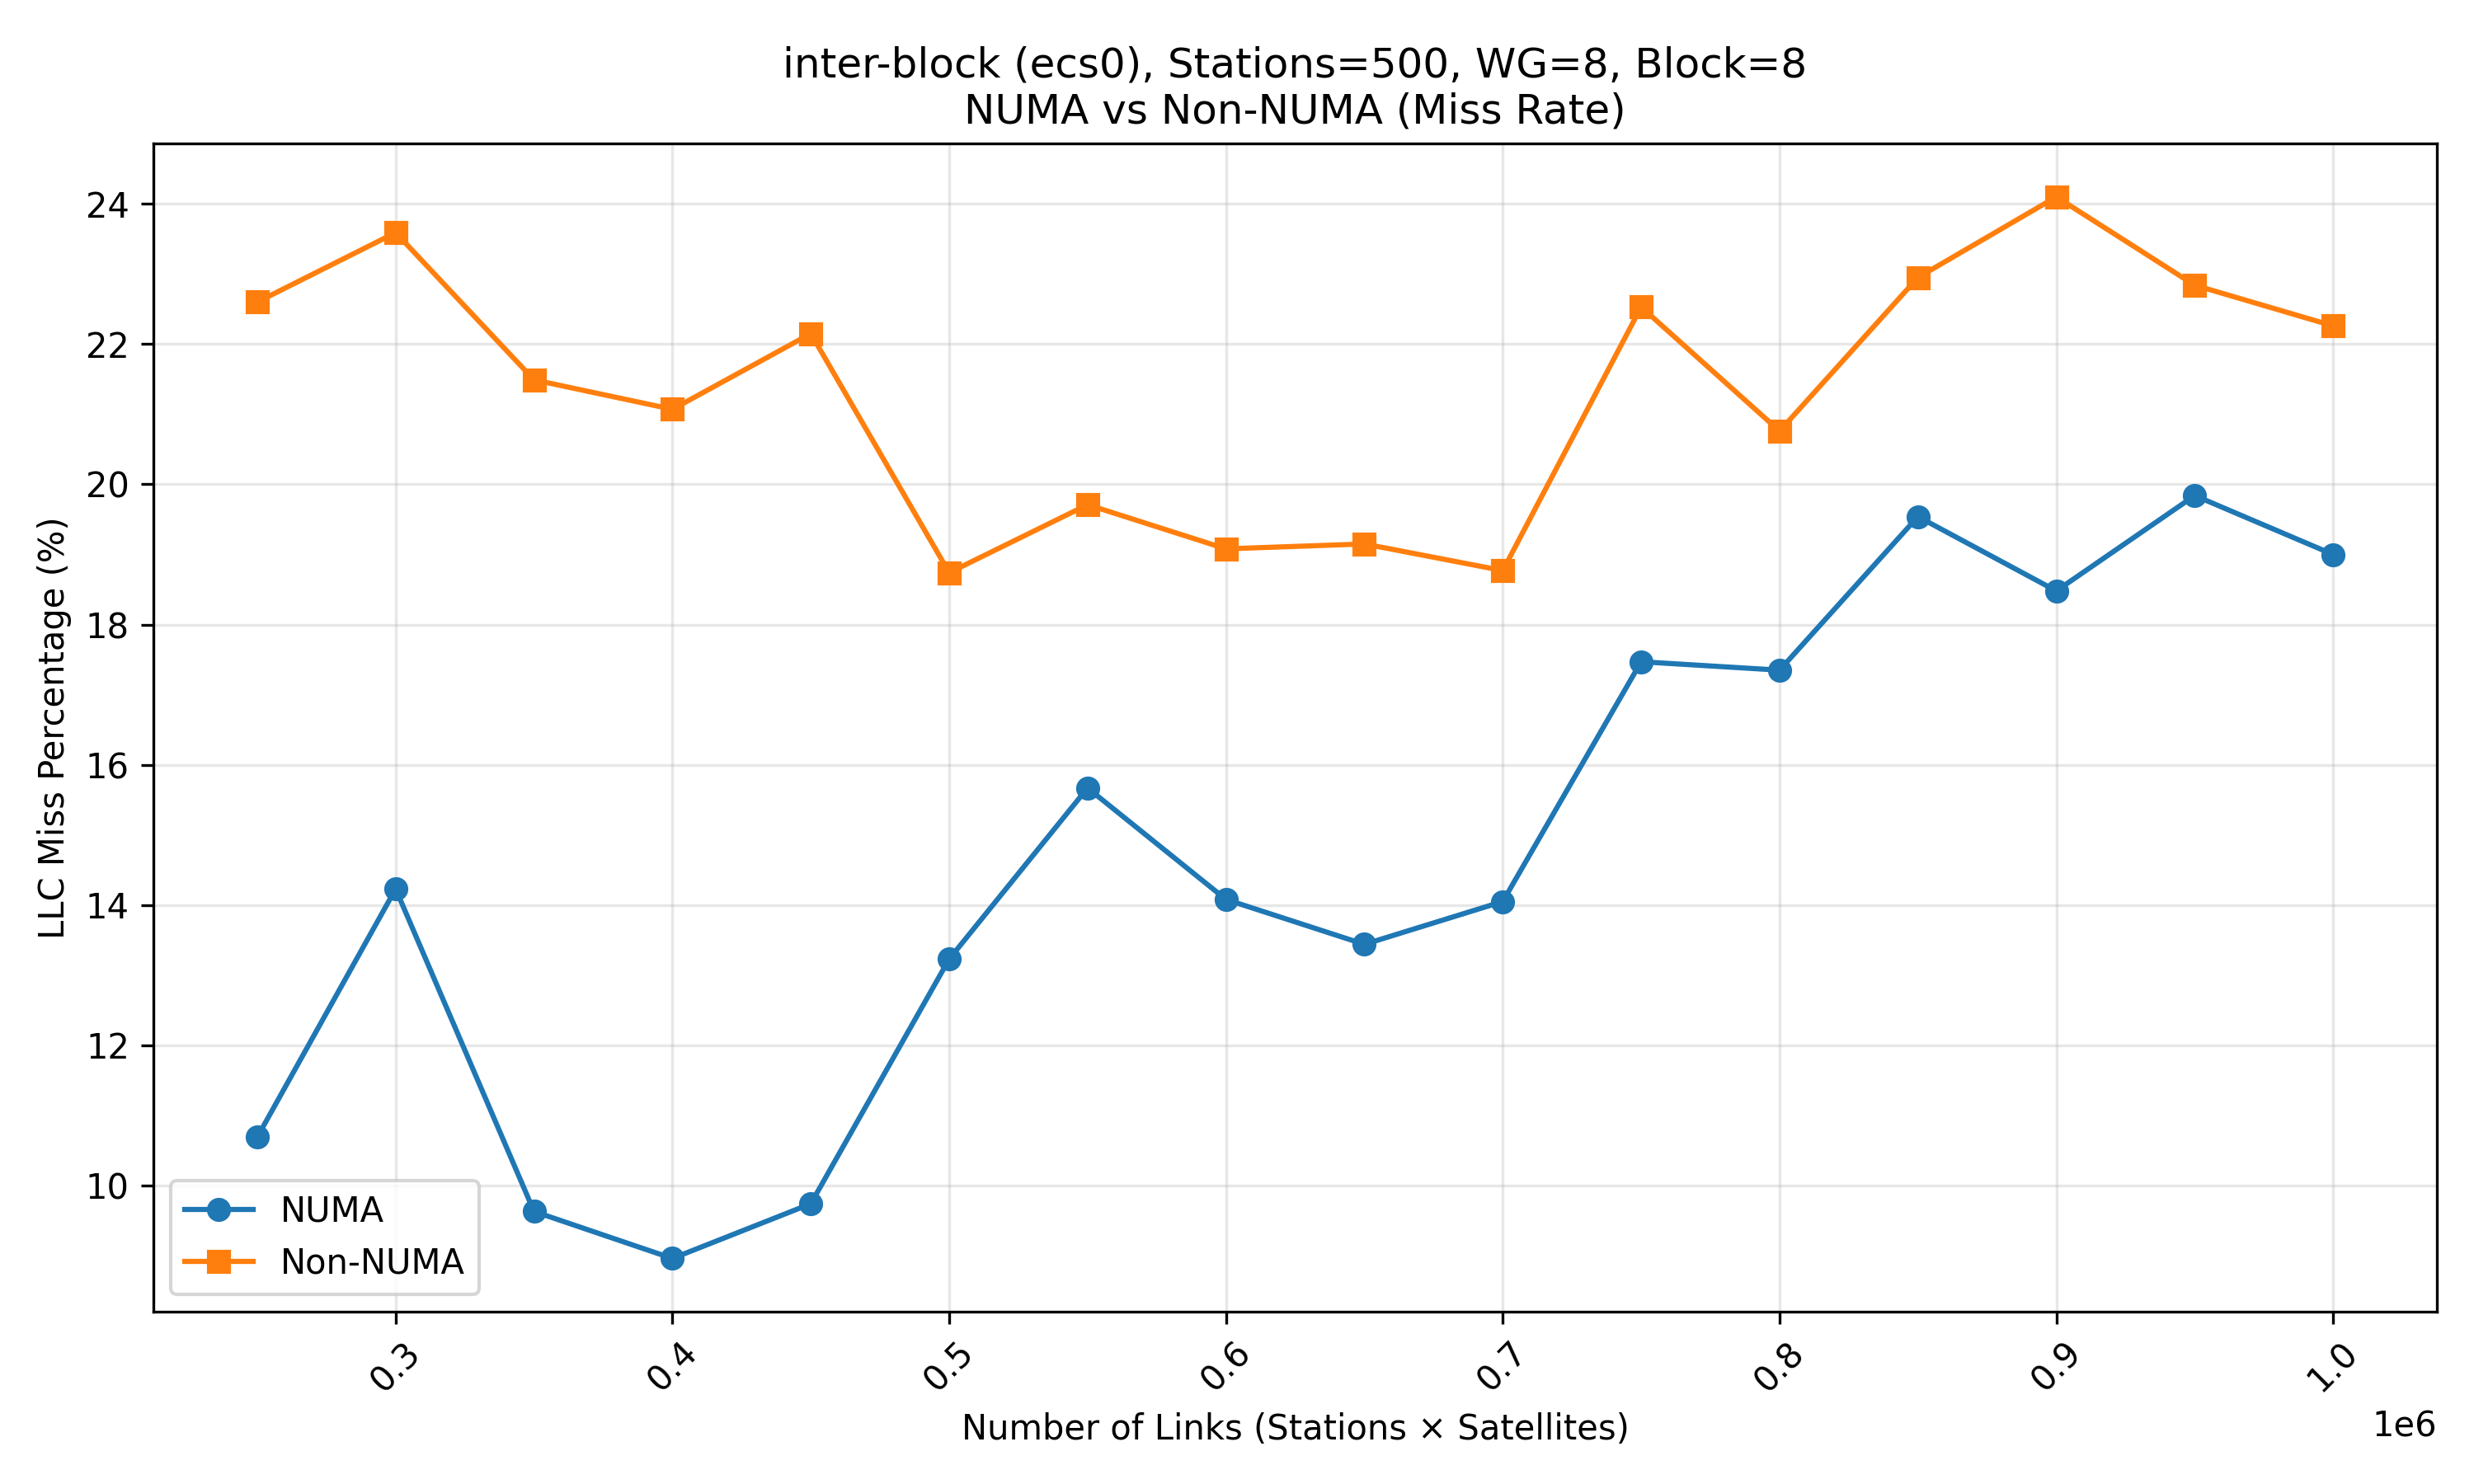 inter-block (ecs0), Stations=500, WG=8, Block=8
NUMA vs Non-NUMA (Miss Rate)
LLC Miss Percentage (%)
24
22
20
18
16
14
12
10
NUMA
Non-NUMA
0.3
0.4
0.5
0.6
0.7
0.8
0.9
1.0
1e6
Number of Links (Stations × Satellites)